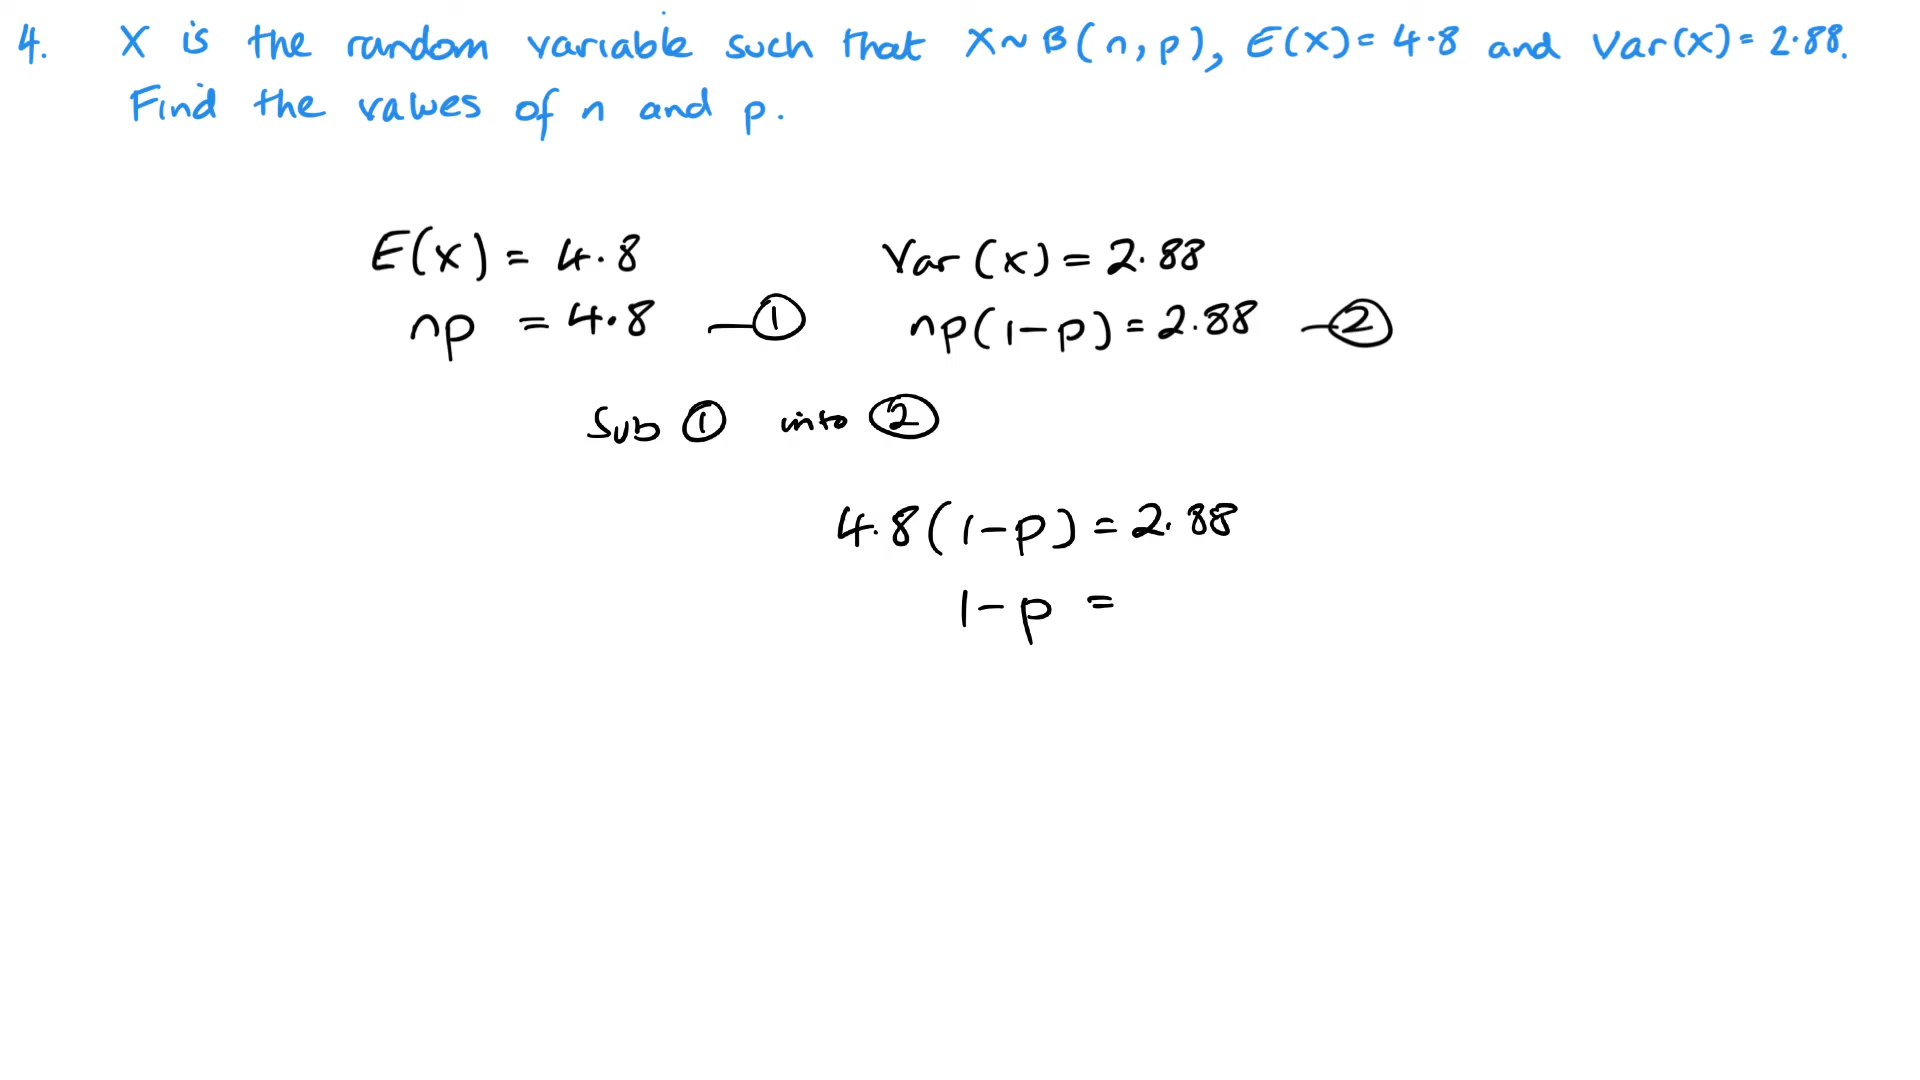 4. X is the random variable such that X~B(n,p), E(X)=4.8 and Var(X)=2.88.
Find the values of n and p.
E(x) = 4.8 Var(x) = 2.88
np = 4.8 —① np(1-p) = 2.88 —②
Sub ① into ②
4.8(1-p) = 2.88
1-p =